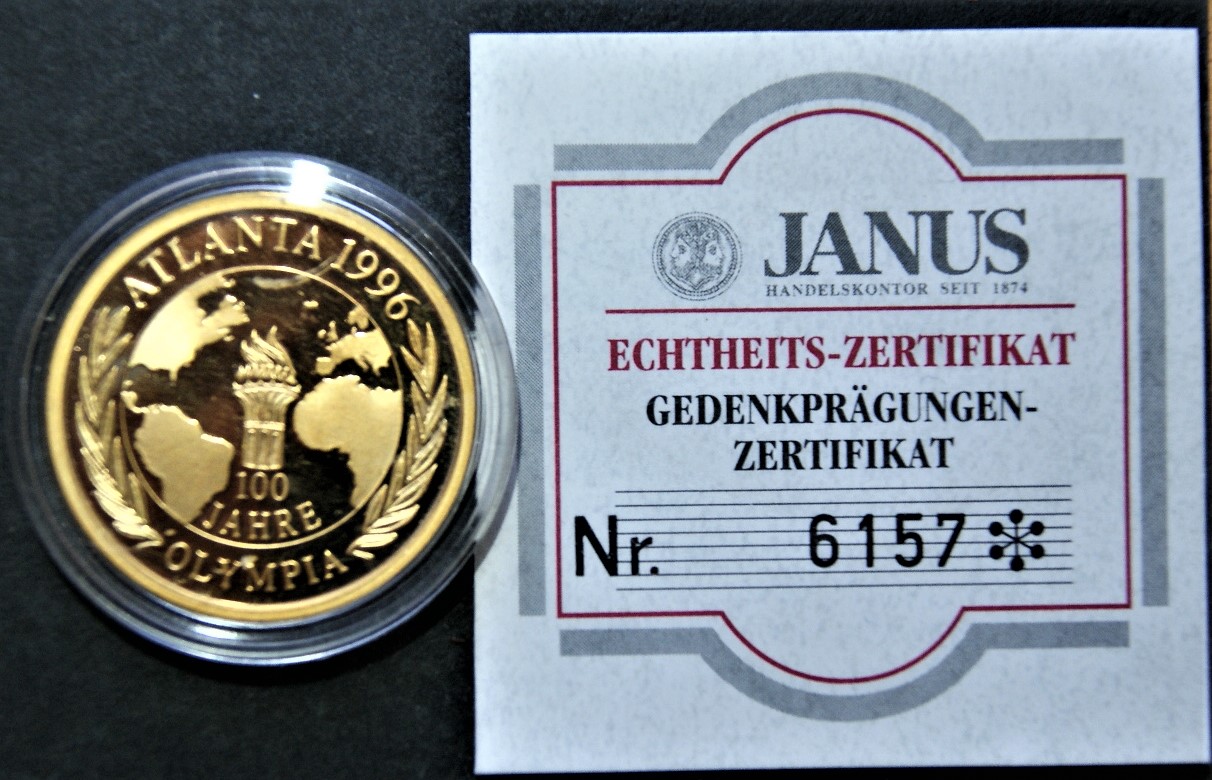 ATLANTA 1996
100
JAHRE
OLYMPIA
JANUS
HANDELSKONTOR SEIT 1874
ECHTHEITS-ZERTIFIKAT
GEDENKPRÄGUNGEN-
ZERTIFIKAT
Nr. 6157